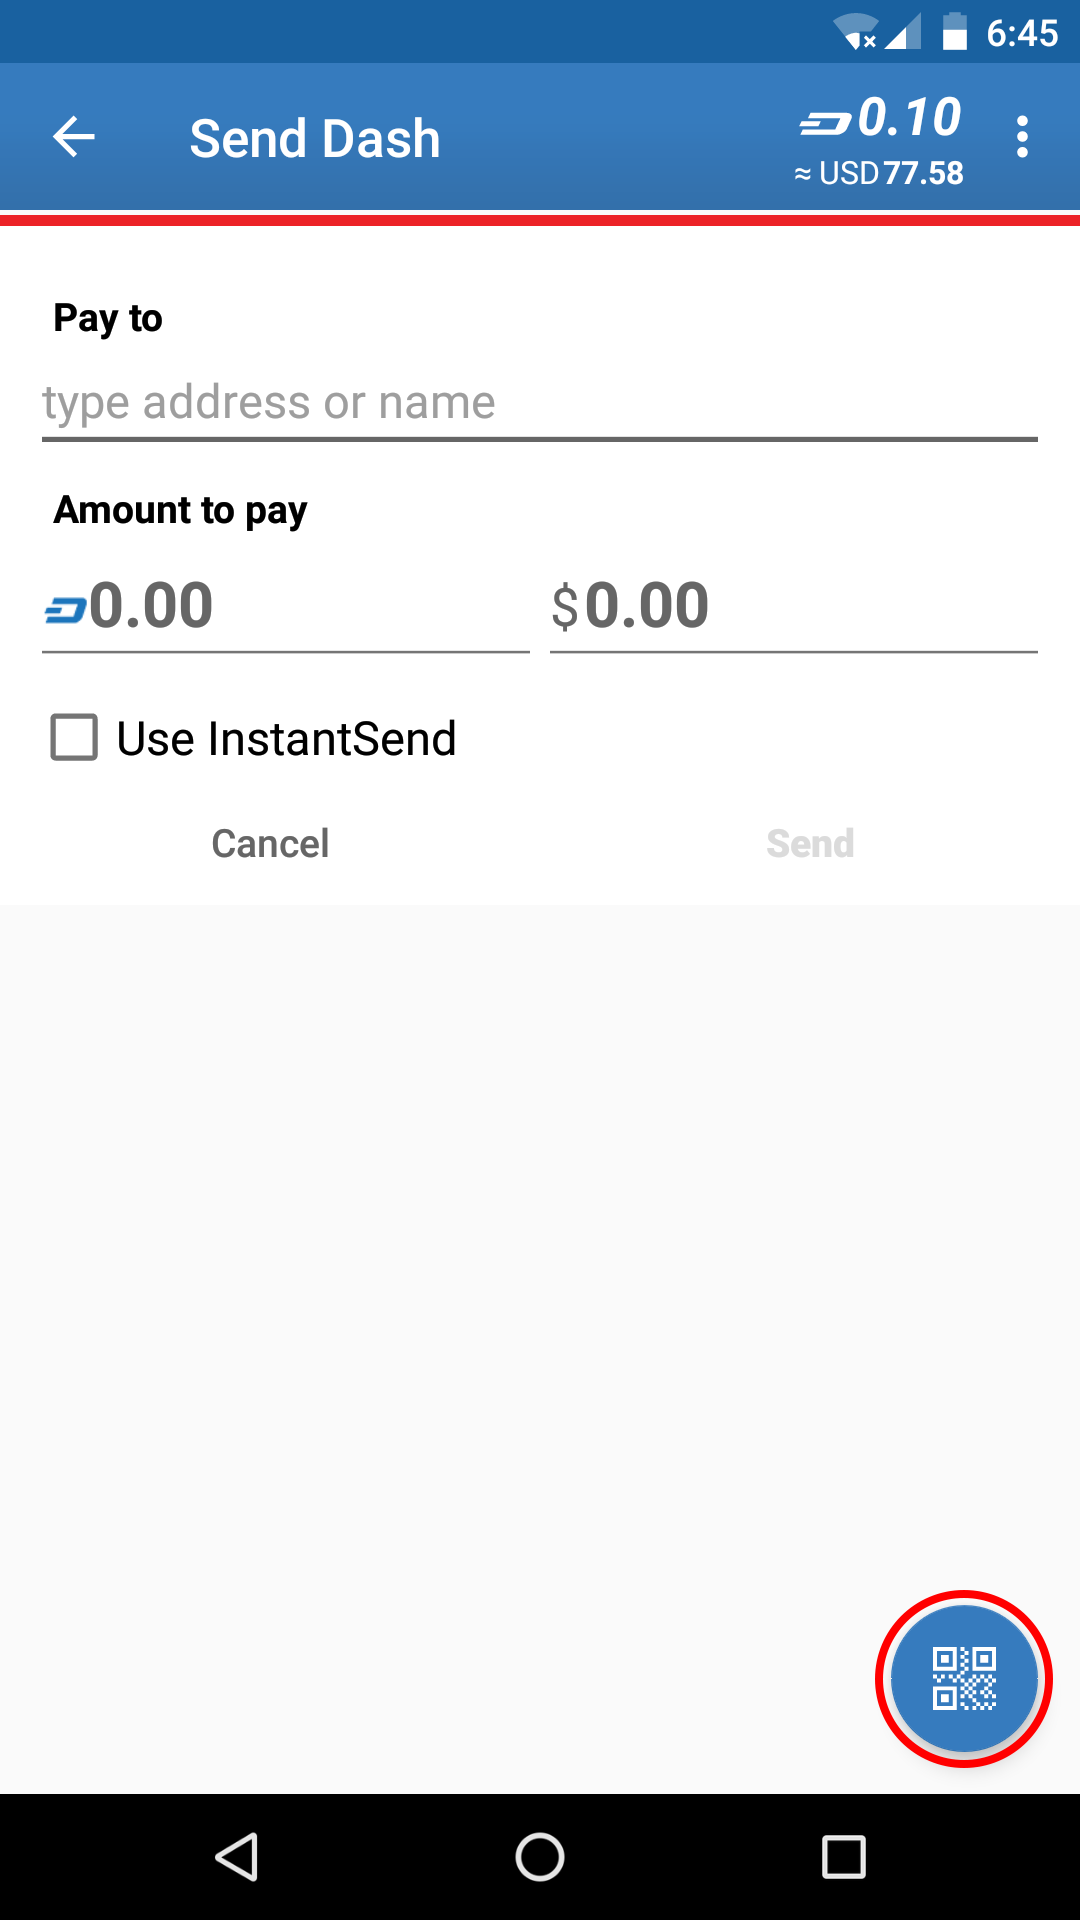 6:45
Send Dash
0.10
≈ USD 77.58
Pay to
type address or name
Amount to pay
0.00
$ 0.00
Use InstantSend
Cancel
Send